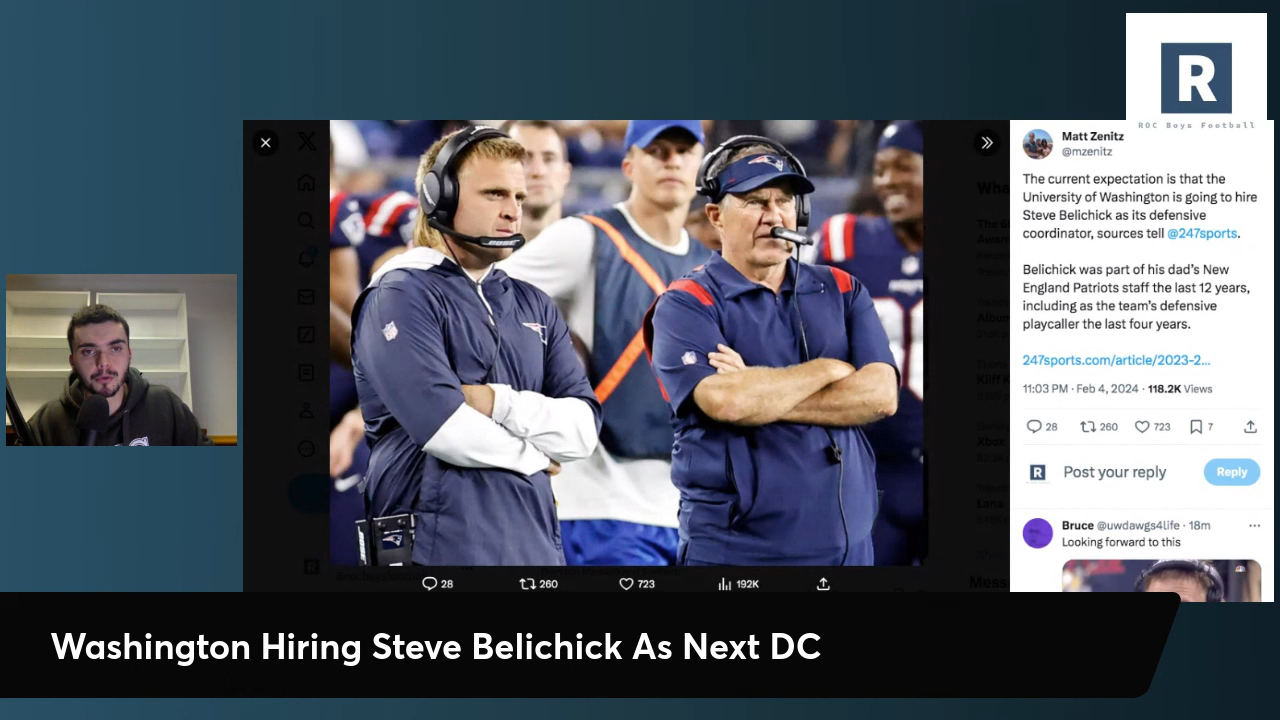 R
ROC Boys Football
Matt Zenitz
@mzenitz
The current expectation is that the
University of Washington is going to hire
Steve Belichick as its defensive
coordinator, sources tell @247sports.
Belichick was part of his dad's New
England Patriots staff the last 12 years,
including as the team's defensive
playcaller the last four years.
247sports.com/article/2023-2...
11:03 PM · Feb 4, 2024 · 118.2K Views
28 260 723 7
R Post your reply Reply
Bruce @uwdawgs4life · 18m
Looking forward to this
28 260 723 192K
Washington Hiring Steve Belichick As Next DC